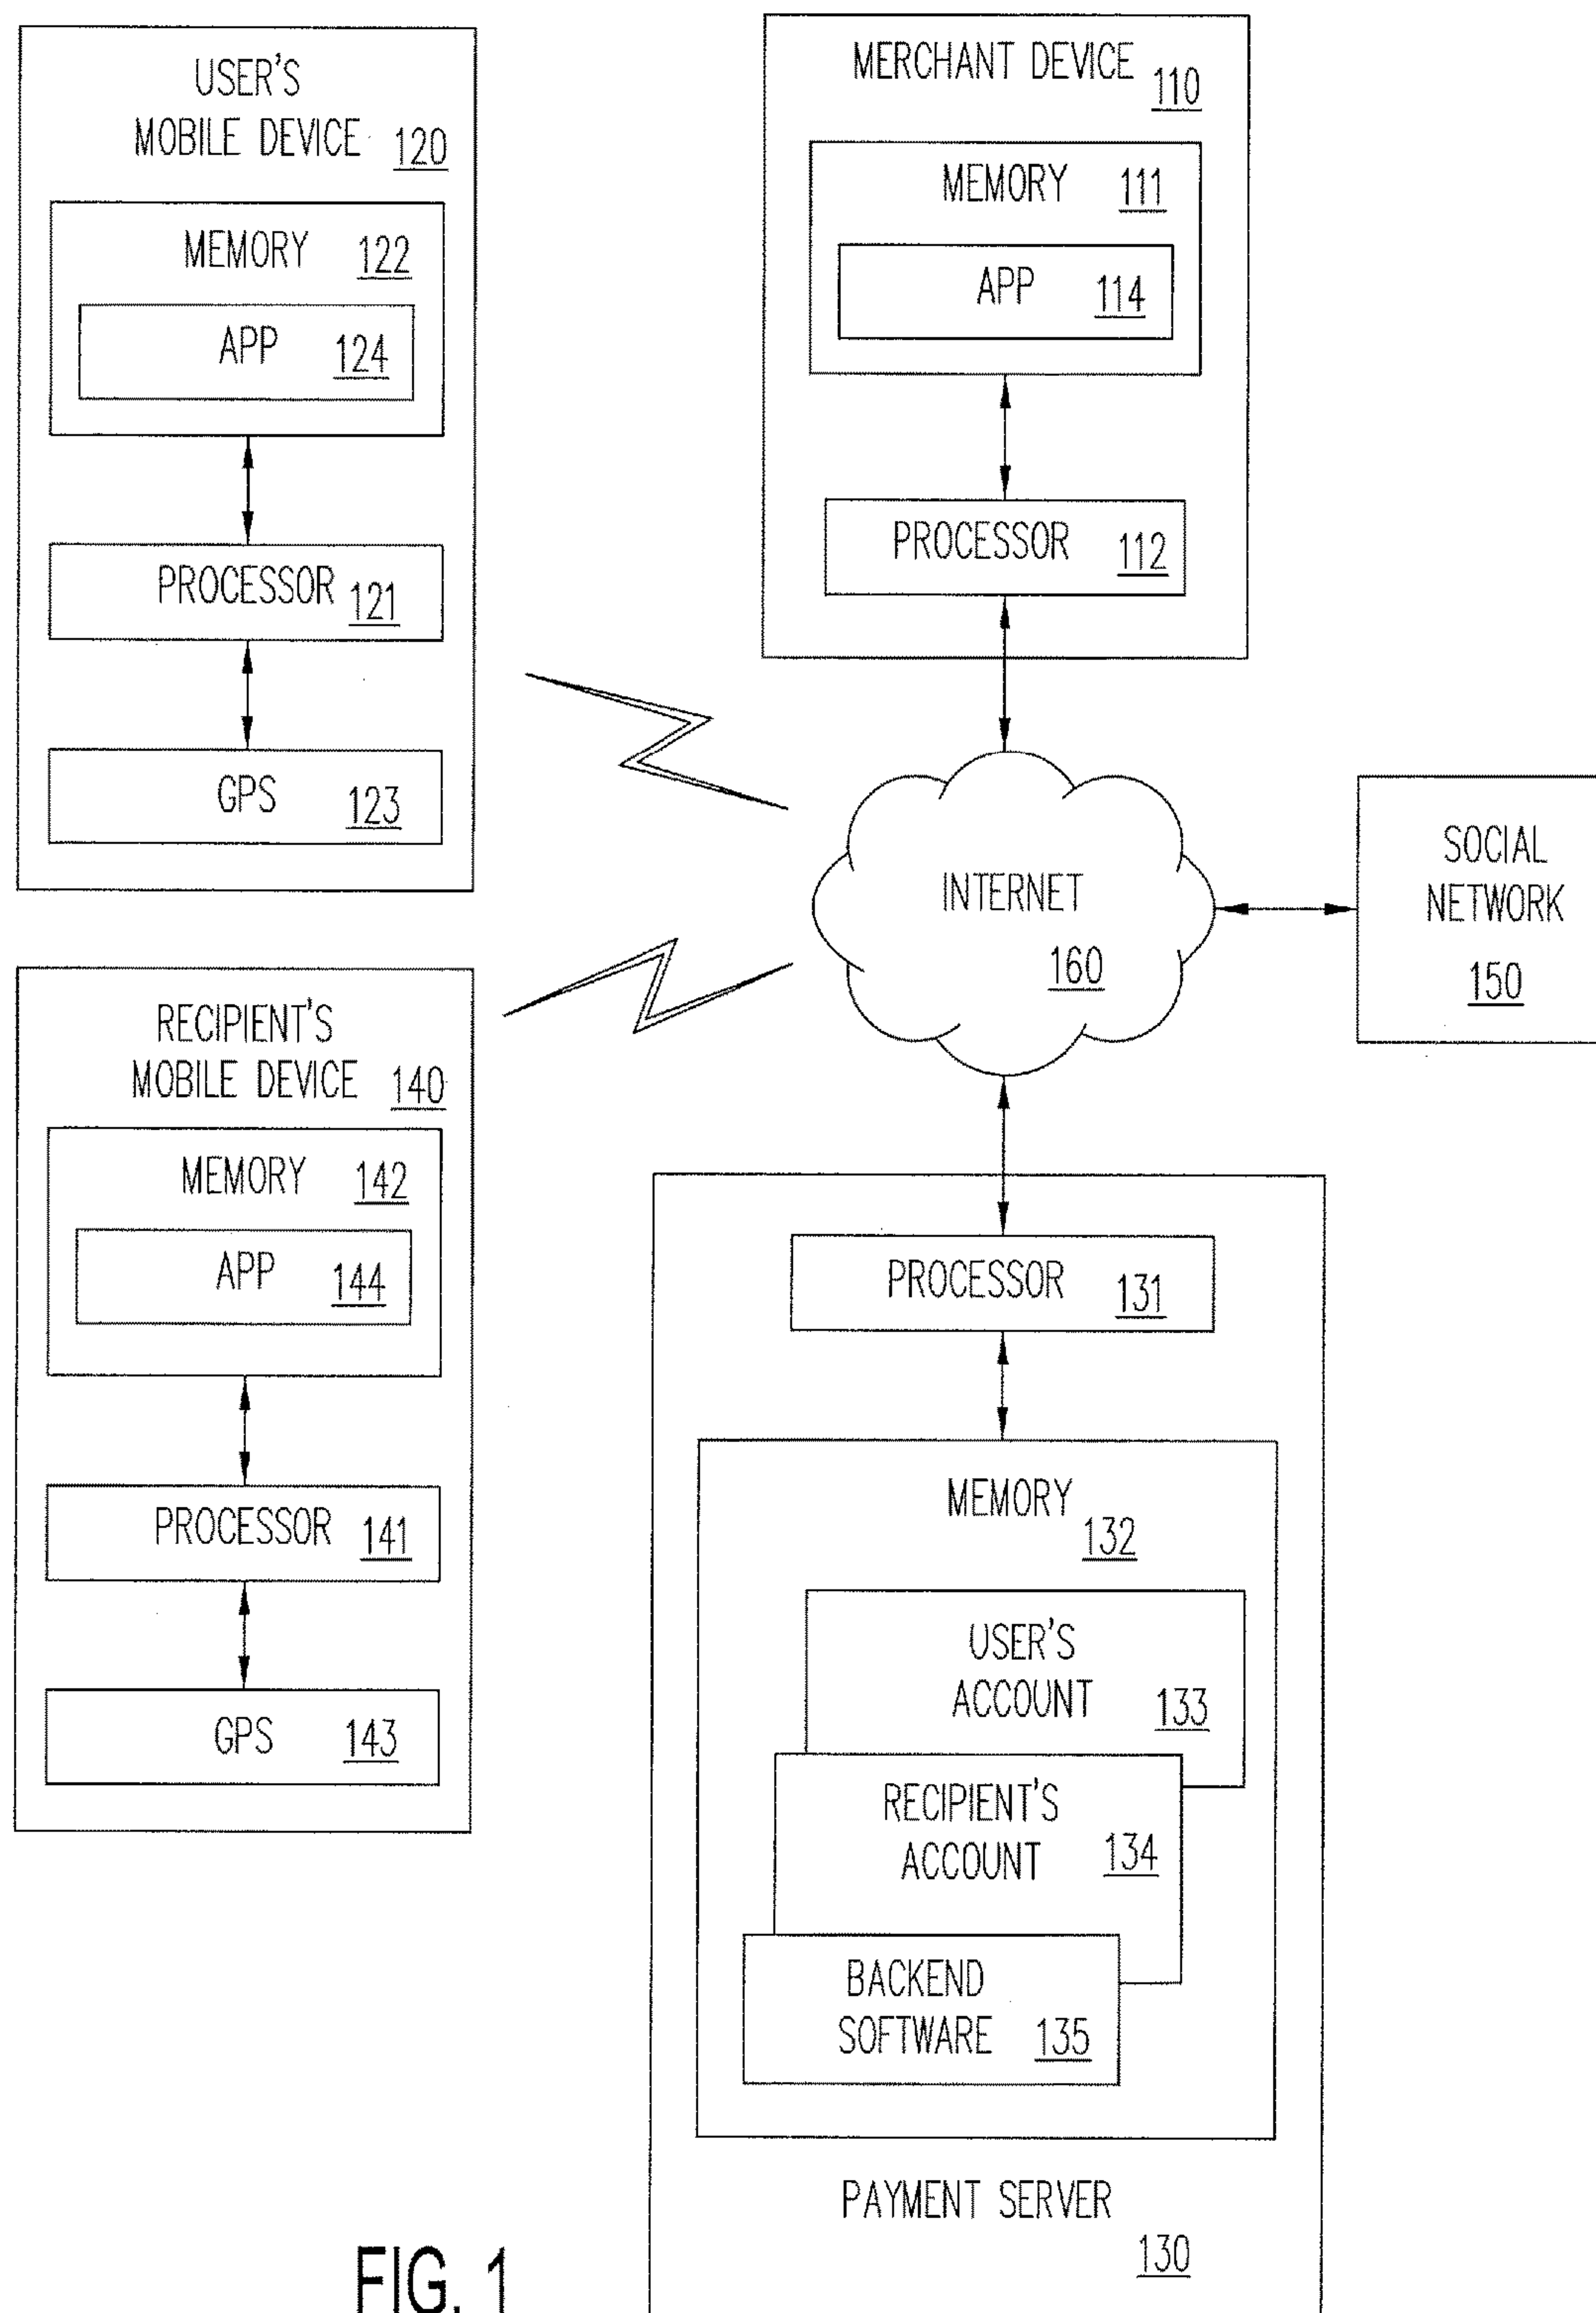 USER'S
MOBILE DEVICE 120
MEMORY 122
APP 124
PROCESSOR 121
GPS 123
MERCHANT DEVICE 110
MEMORY 111
APP 114
PROCESSOR 112
INTERNET
160
SOCIAL
NETWORK
150
RECIPIENT'S
MOBILE DEVICE 140
MEMORY 142
APP 144
PROCESSOR 141
GPS 143
PROCESSOR 131
MEMORY 132
USER'S
ACCOUNT 133
RECIPIENT'S
ACCOUNT 134
BACKEND
SOFTWARE 135
PAYMENT SERVER
130
FIG. 1